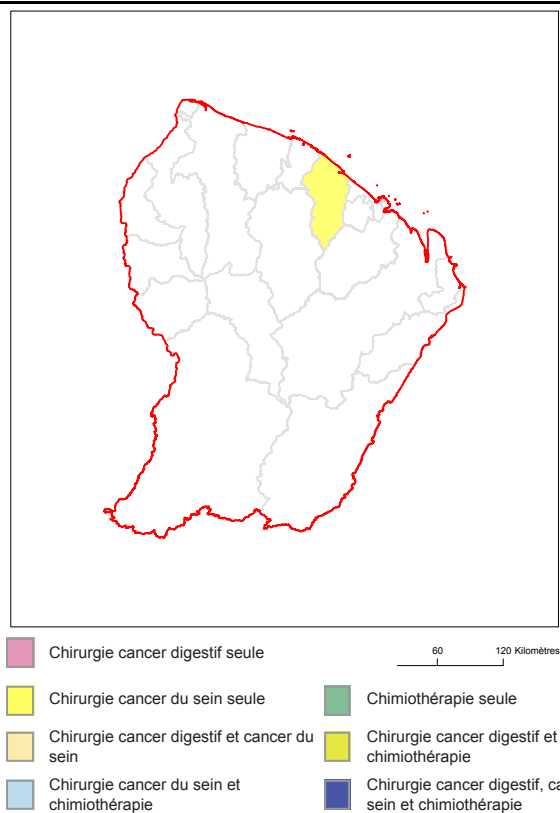 Chirurgie cancer digestif seule
60 120 Kilomètres
Chirurgie cancer du sein seule
Chimiothérapie seule
Chirurgie cancer digestif et cancer du
sein
Chirurgie cancer digestif et
chimiothérapie
Chirurgie cancer du sein et
chimiothérapie
Chirurgie cancer digestif,
sein et chimiothérapie